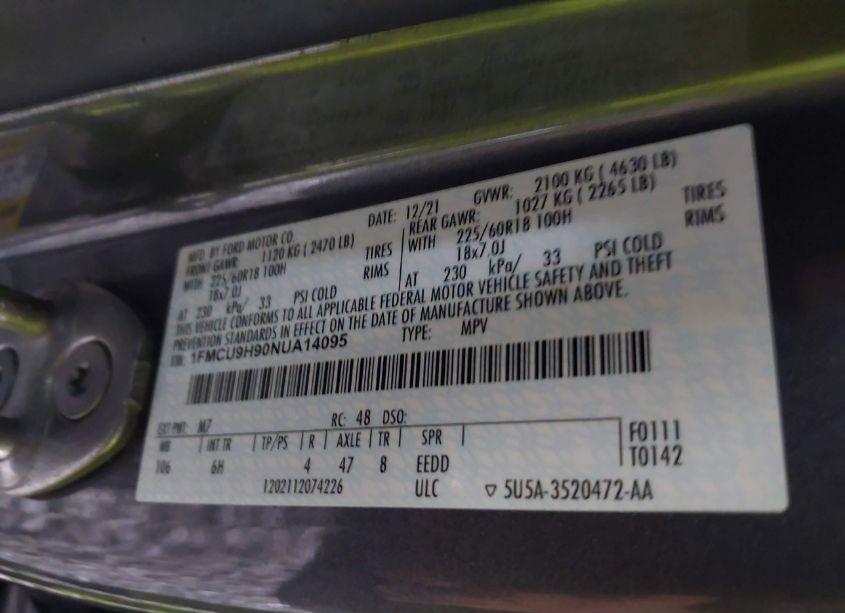 MFD. BY FORD MOTOR CO.
DATE: 12/21 GVWR: 2100 KG ( 4630 LB)
FRONT GAWR: 1120 KG ( 2470 LB)
REAR GAWR: 1027 KG ( 2265 LB)
WITH 225/60R18 100H TIRES
WITH 225/60R18 100H TIRES
18x7.0J RIMS
18x7.0J RIMS
AT 230 kPa/ 33 PSI COLD
AT 230 kPa/ 33 PSI COLD
THIS VEHICLE CONFORMS TO ALL APPLICABLE FEDERAL MOTOR VEHICLE SAFETY AND THEFT
PREVENTION STANDARDS IN EFFECT ON THE DATE OF MANUFACTURE SHOWN ABOVE.
VIN: 1FMCU9H90NUA14095 TYPE: MPV
EXT PNT: M7 RC: 48 DSO:
WB INT TR TP/PS R AXLE TR SPR
106 6H 4 47 8 EEDD
F0111
T0142
1202112074226 ULC ▽ 5U5A-3520472-AA